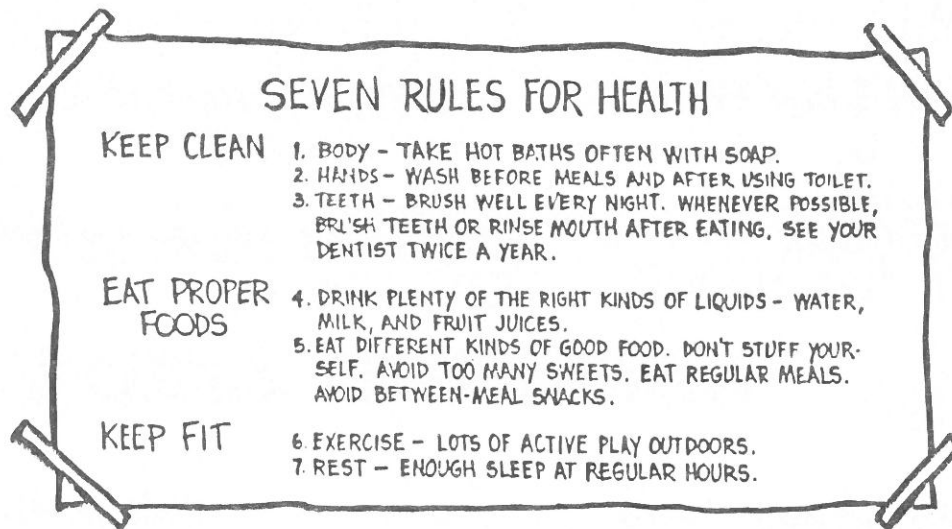 SEVEN RULES FOR HEALTH
KEEP CLEAN
1. BODY - TAKE HOT BATHS OFTEN WITH SOAP.
2. HANDS - WASH BEFORE MEALS AND AFTER USING TOILET.
3. TEETH - BRUSH WELL EVERY NIGHT. WHENEVER POSSIBLE,
BRUSH TEETH OR RINSE MOUTH AFTER EATING. SEE YOUR
DENTIST TWICE A YEAR.
EAT PROPER
FOODS
4. DRINK PLENTY OF THE RIGHT KINDS OF LIQUIDS - WATER,
MILK, AND FRUIT JUICES.
5. EAT DIFFERENT KINDS OF GOOD FOOD. DON'T STUFF YOUR-
SELF. AVOID TOO MANY SWEETS. EAT REGULAR MEALS.
AVOID BETWEEN-MEAL SNACKS.
KEEP FIT
6. EXERCISE - LOTS OF ACTIVE PLAY OUTDOORS.
7. REST - ENOUGH SLEEP AT REGULAR HOURS.